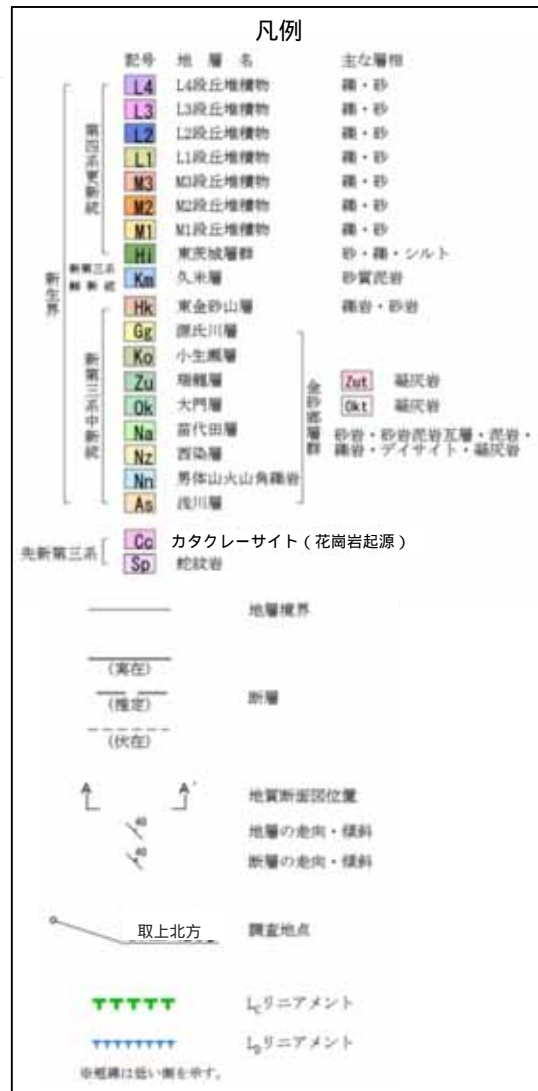 凡例
記号 地層名 主な層相
L4 L4段丘堆積物 礫・砂
L3 L3段丘堆積物 礫・砂
L2 L2段丘堆積物 礫・砂
L1 L1段丘堆積物 礫・砂
M3 M3段丘堆積物 礫・砂
M2 M2段丘堆積物 礫・砂
M1 M1段丘堆積物 礫・砂
Hi 東茨城層群 砂・礫・シルト
Km 久米層 砂質泥岩
Hk 東金砂山層 礫岩・砂岩
Gg 源氏川層
Ko 小生瀬層
Zu 瑞龍層
Ok 大門層
Na 苗代田層
Nz 西染層
Nn 男体山火山角礫岩
As 浅川層
第四系更新統
新第三系鮮新統
新第三系中新統
新生界
金砂郷層群
Zut 凝灰岩
Okt 凝灰岩
砂岩・砂岩泥岩互層・泥岩・
礫岩・デイサイト・凝灰岩
先新第三系
Cc カタクレーサイト(花崗岩起源)
Sp 蛇紋岩
地層境界
(実在)
(推定) 断層
(伏在)
A A' 地質断面図位置
地層の走向・傾斜
断層の走向・傾斜
取上北方 調査地点
LCリニアメント
LDリニアメント
※短線は低い側を示す。